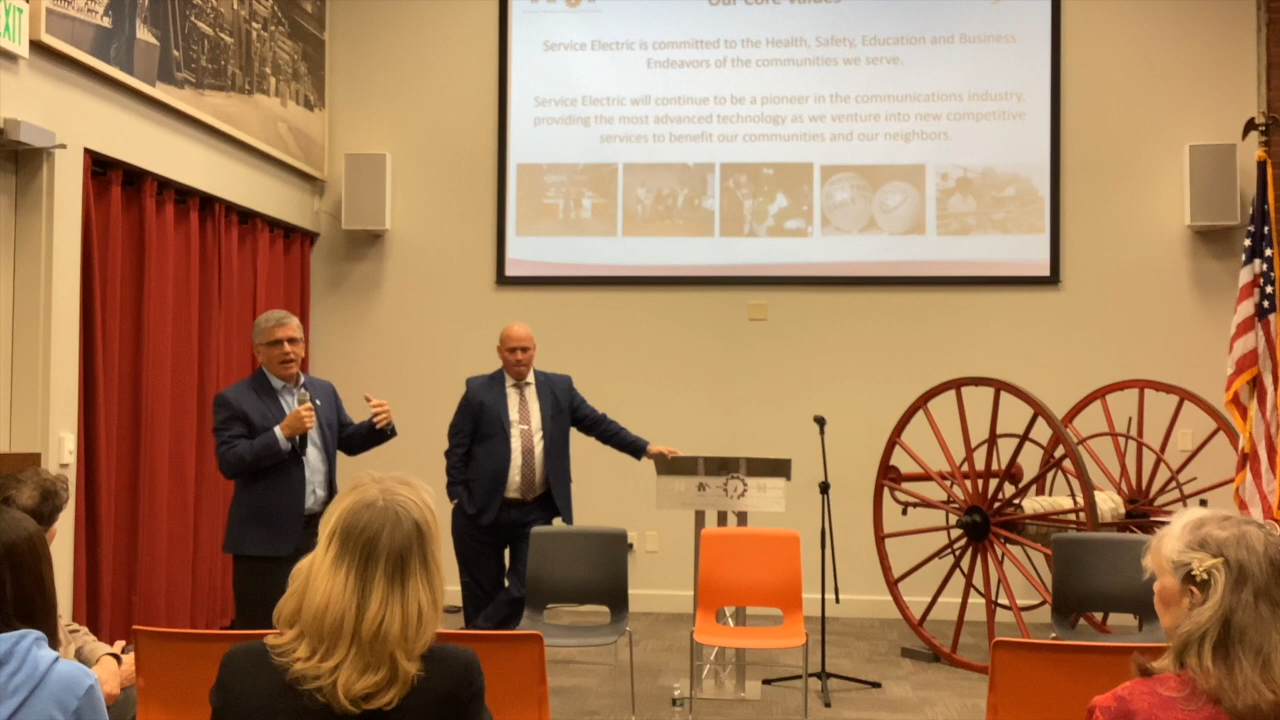 EXIT
Our Core Values
Service Electric is committed to the Health, Safety, Education and Business
Endeavors of the communities we serve.
Service Electric will continue to be a pioneer in the communications industry,
providing the most advanced technology as we venture into new competitive
services to benefit our communities and our neighbors.